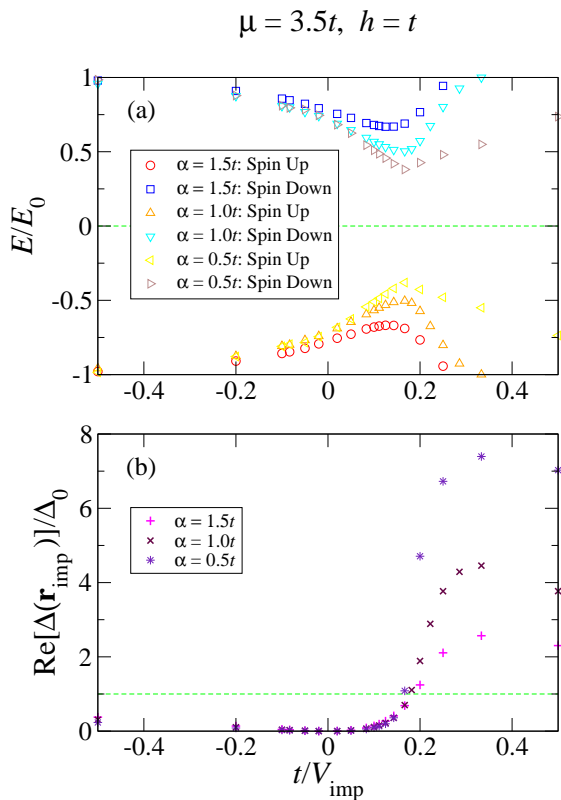 μ = 3.5t, h = t
(a)
1
0.5
0
-0.5
-1
E/E₀
α = 1.5t: Spin Up
α = 1.5t: Spin Down
α = 1.0t: Spin Up
α = 1.0t: Spin Down
α = 0.5t: Spin Up
α = 0.5t: Spin Down
-0.4 -0.2 0 0.2 0.4
(b)
8
6
4
2
0
Re[Δ(r_imp)]/Δ₀
α = 1.5t
α = 1.0t
α = 0.5t
-0.4 -0.2 0 0.2 0.4
t/V_imp